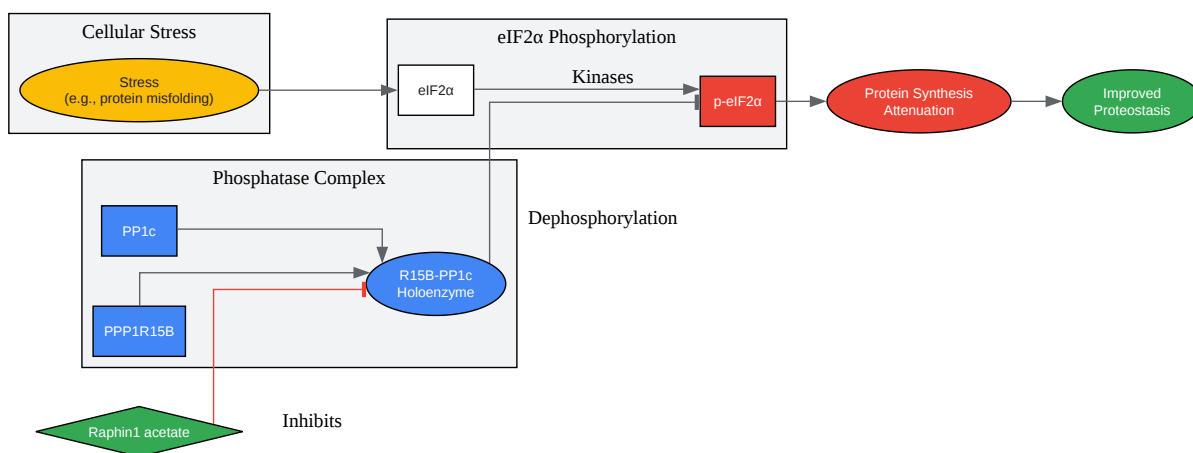 Cellular Stress
Stress
(e.g., protein misfolding)
eIF2α Phosphorylation
eIF2α
Kinases
p-eIF2α
Protein Synthesis
Attenuation
Improved
Proteostasis
Phosphatase Complex
PP1c
PPP1R15B
R15B-PP1c
Holoenzyme
Dephosphorylation
Raphin1 acetate
Inhibits